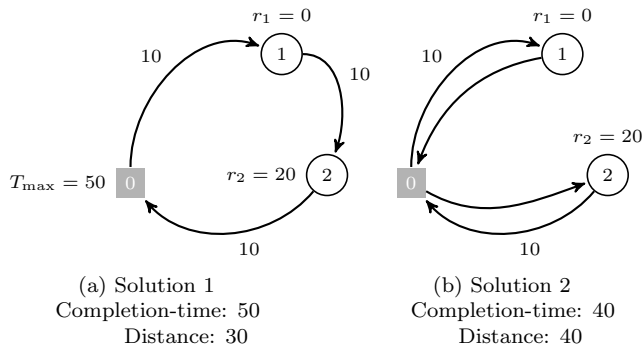 r₁ = 0
1
10
10
T_max = 50
0
r₂ = 20
2
10
(a) Solution 1
Completion-time: 50
Distance: 30
r₁ = 0
1
10
r₂ = 20
0
2
10
(b) Solution 2
Completion-time: 40
Distance: 40